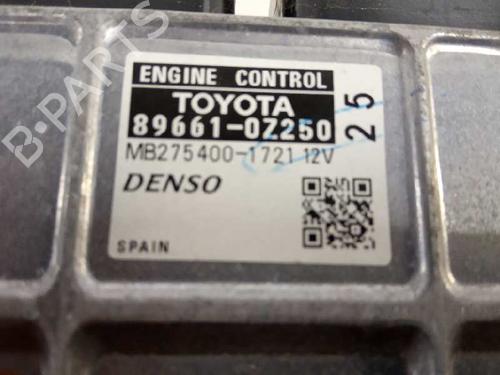 ENGINE CONTROL
TOYOTA
89661-0Z250
25
MB275400-1721 12V
DENSO
SPAIN
B-PARTS